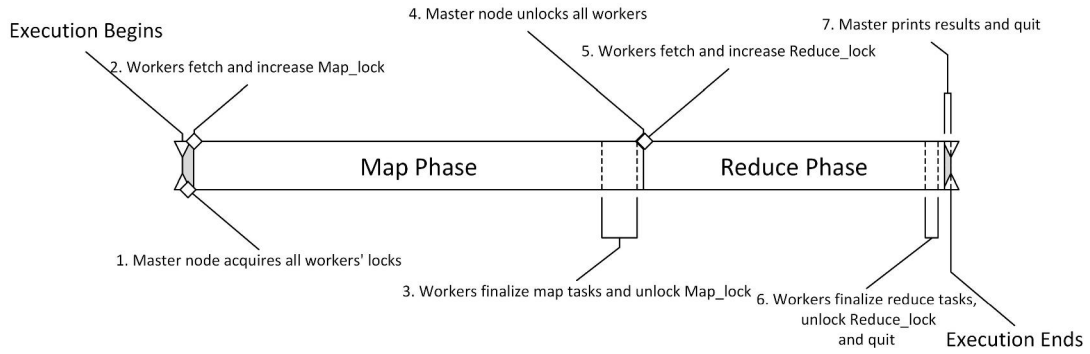 4. Master node unlocks all workers
7. Master prints results and quit
Execution Begins
5. Workers fetch and increase Reduce_lock
2. Workers fetch and increase Map_lock
Map Phase
Reduce Phase
1. Master node acquires all workers' locks
3. Workers finalize map tasks and unlock Map_lock
6. Workers finalize reduce tasks,
unlock Reduce_lock
and quit
Execution Ends